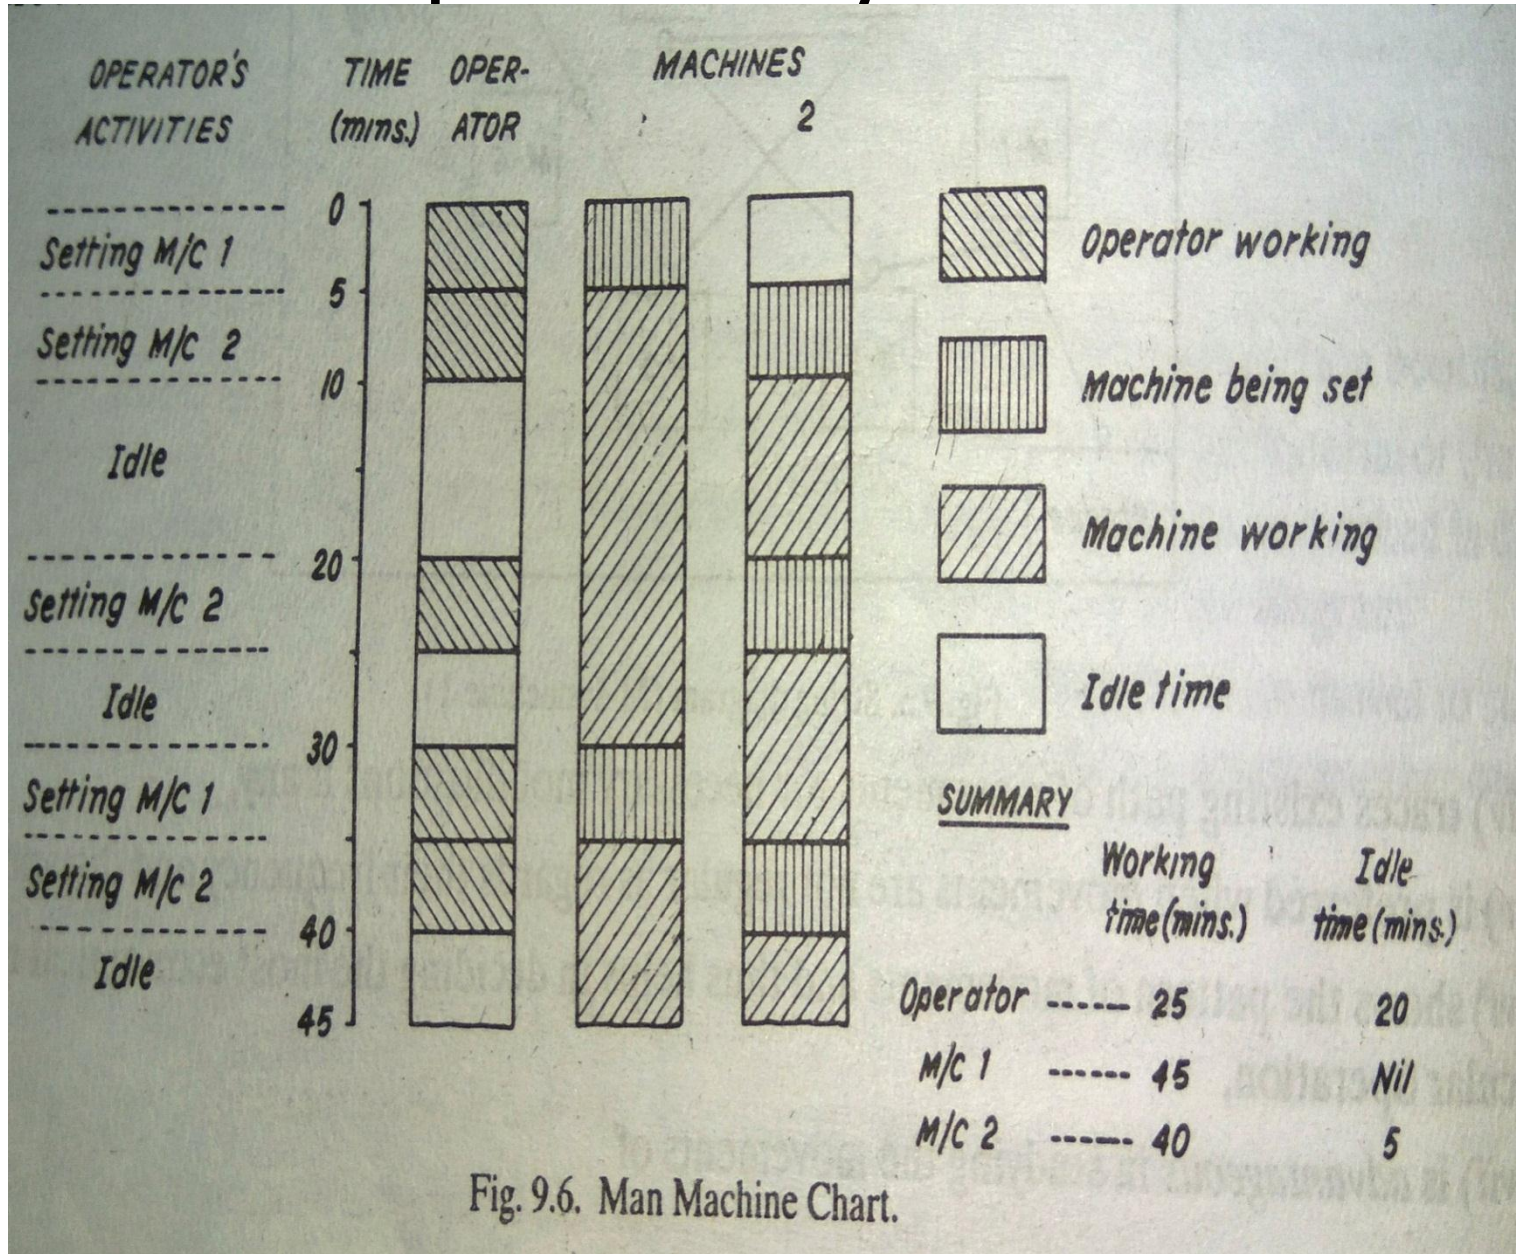 OPERATOR'S ACTIVITIES
TIME (mins.)
OPER-
ATOR
MACHINES
2
0
Setting M/C 1
5
Setting M/C 2
10
Idle
20
Setting M/C 2
Idle
30
Setting M/C 1
Setting M/C 2
40
Idle
45
Operator working
Machine being set
Machine working
Idle time
SUMMARY
Working time (mins.)
Idle time (mins.)
Operator ------ 25 20
M/C 1 ------ 45 Nil
M/C 2 ------ 40 5
Fig. 9.6. Man Machine Chart.